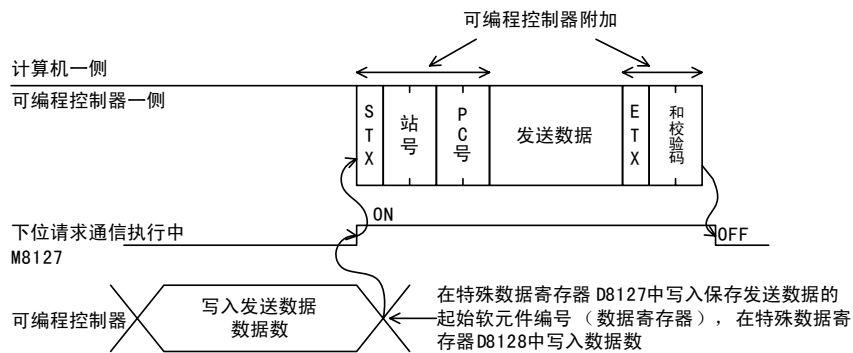 可编程控制器附加
计算机一侧
可编程控制器一侧
STX
站号
PC号
发送数据
ETX
和校验码
ON
下位请求通信执行中
M8127
OFF
可编程控制器
写入发送数据
数据数
在特殊数据寄存器 D8127中写入保存发送数据的
起始软元件编号 （ 数据寄存器），在特殊数据寄
存器D8128中写入数据数